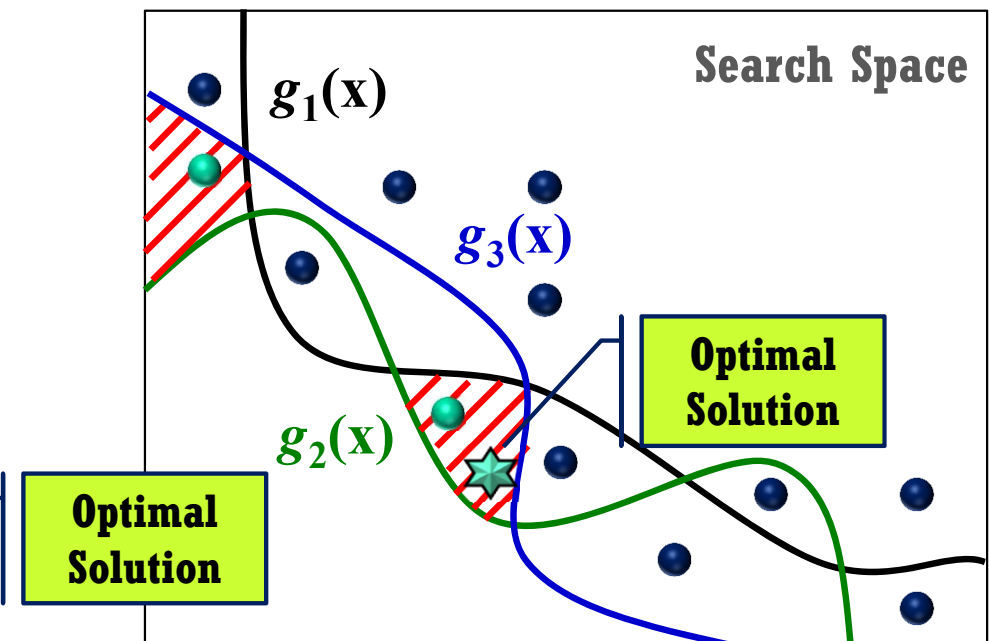 Search Space
g₁(x)
g₃(x)
Optimal
Solution
g₂(x)
Optimal
Solution